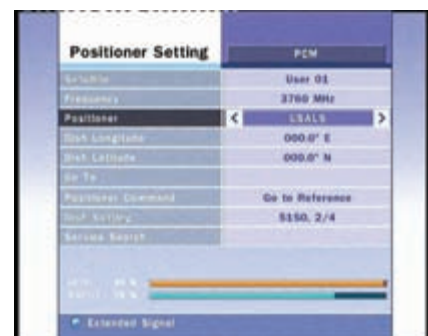 Positioner Setting
PCM
Satellite User 01
Frequency 3760 MHz
Positioner USALS
Dish Longitude 000.0° E
Dish Latitude 000.0° N
Go To
Positioner Command Go to Reference
Dish Setting 5150, 2/4
Service Search
Extended Signal